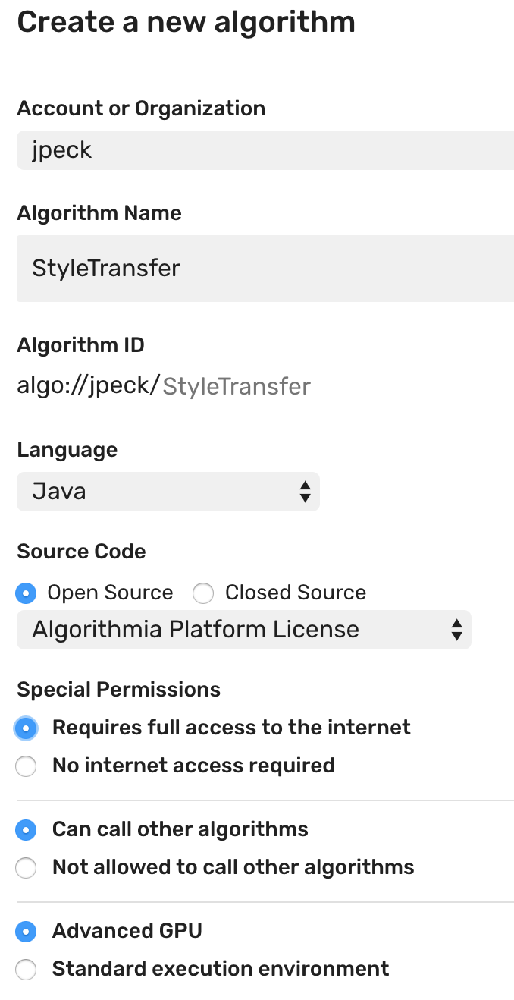 Create a new algorithm
Account or Organization
jpeck
Algorithm Name
StyleTransfer
Algorithm ID
algo://jpeck/StyleTransfer
Language
Java
Source Code
Open Source Closed Source
Algorithmia Platform License
Special Permissions
Requires full access to the internet
No internet access required
Can call other algorithms
Not allowed to call other algorithms
Advanced GPU
Standard execution environment